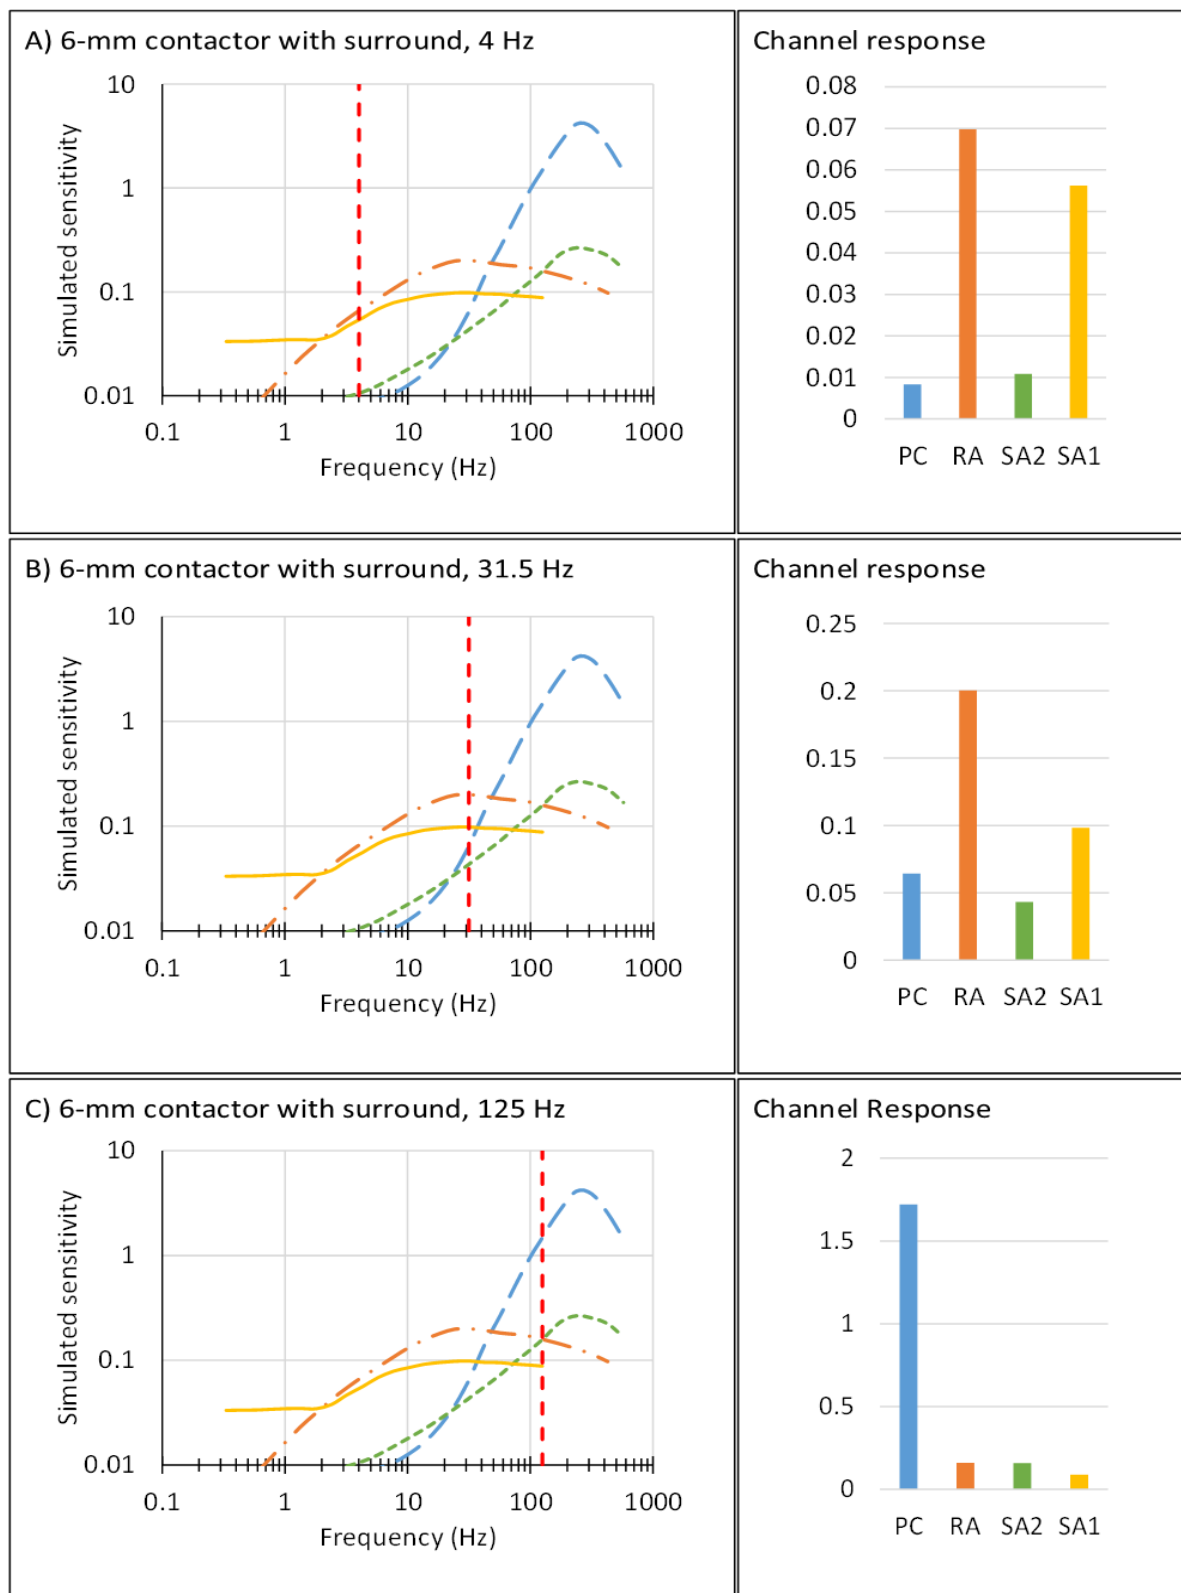 A) 6-mm contactor with surround, 4 Hz
10
1
0.1
0.01
Simulated sensitivity
0.1 1 10 100 1000
Frequency (Hz)
Channel response
0.08
0.07
0.06
0.05
0.04
0.03
0.02
0.01
0
PC RA SA2 SA1
B) 6-mm contactor with surround, 31.5 Hz
10
1
0.1
0.01
Simulated sensitivity
0.1 1 10 100 1000
Frequency (Hz)
Channel response
0.25
0.2
0.15
0.1
0.05
0
PC RA SA2 SA1
C) 6-mm contactor with surround, 125 Hz
10
1
0.1
0.01
Simulated sensitivity
0.1 1 10 100 1000
Frequency (Hz)
Channel Response
2
1.5
1
0.5
0
PC RA SA2 SA1